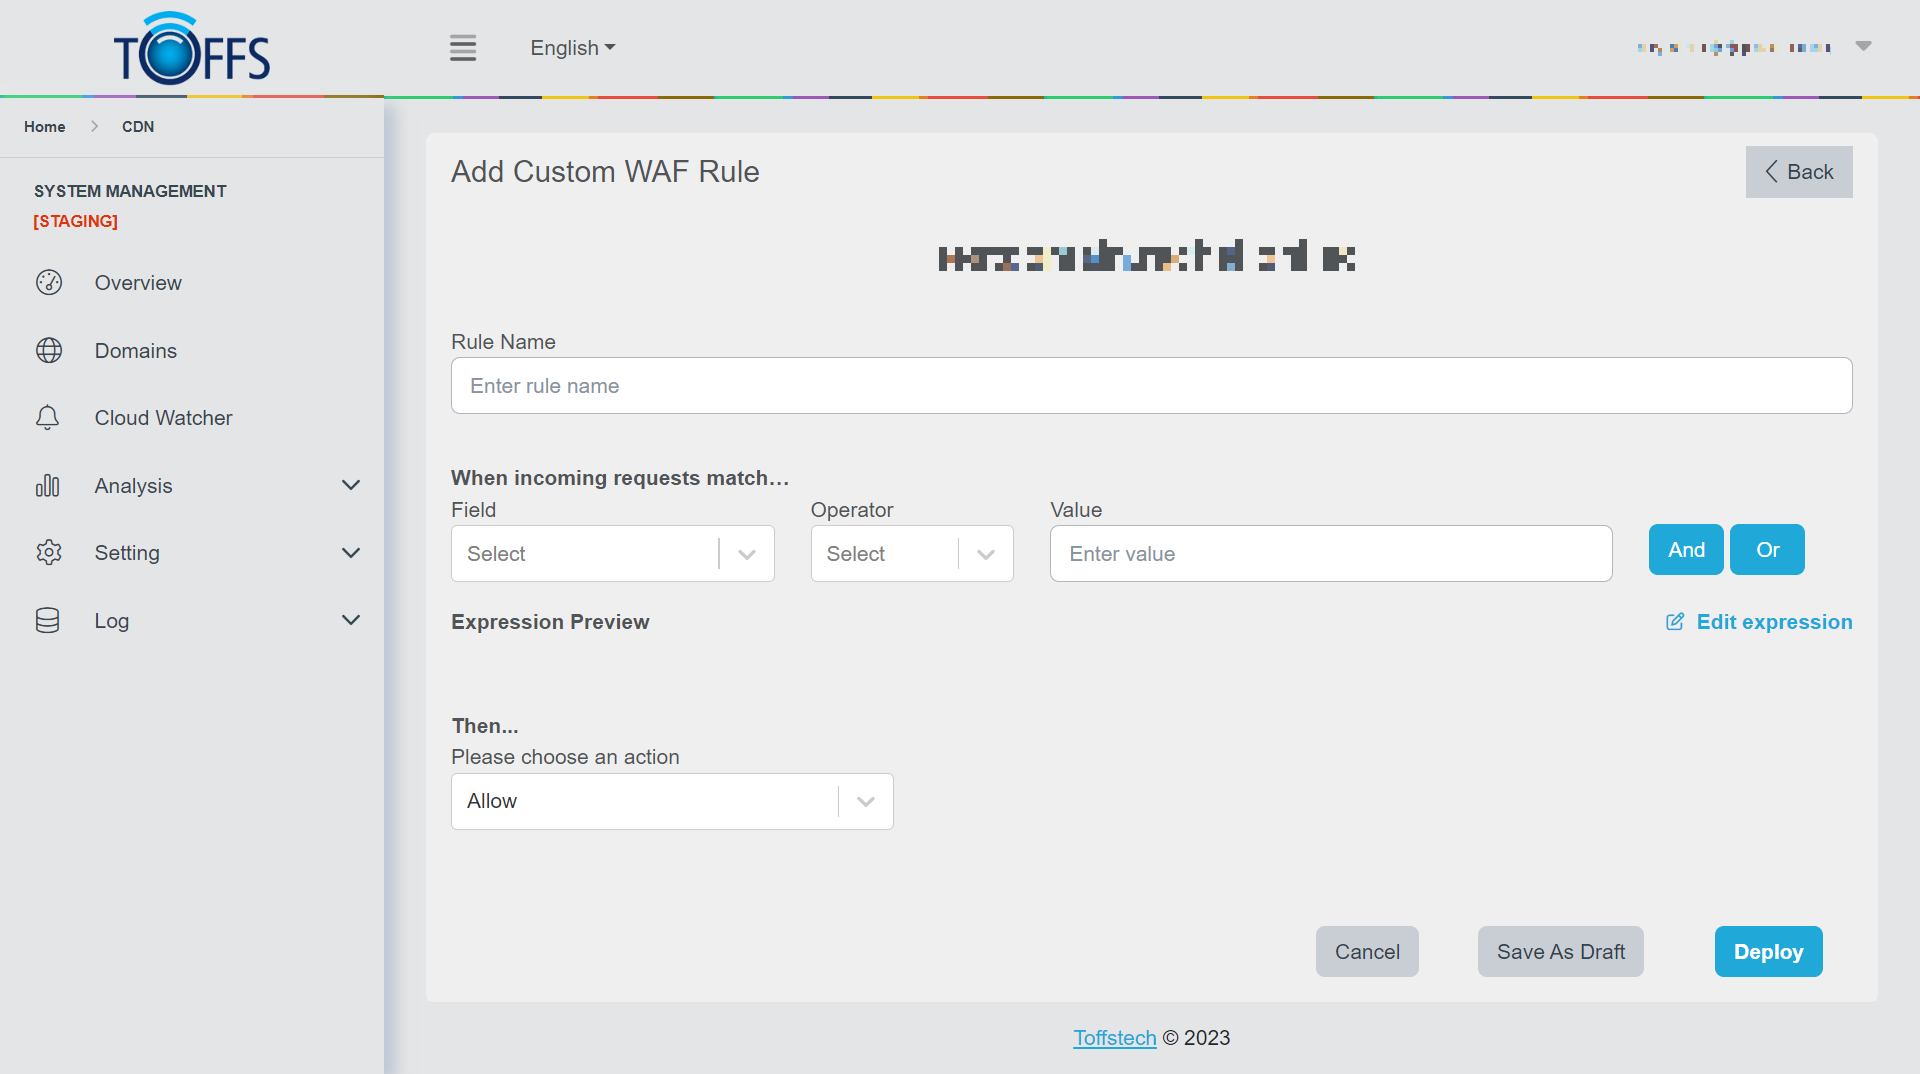 TOFFS
English
Home > CDN
SYSTEM MANAGEMENT
[STAGING]
Overview
Domains
Cloud Watcher
Analysis
Setting
Log
Add Custom WAF Rule
Back
Rule Name
Enter rule name
When incoming requests match…
Field Operator Value
Select Select Enter value And Or
Expression Preview Edit expression
Then...
Please choose an action
Allow
Cancel Save As Draft Deploy
Toffstech © 2023